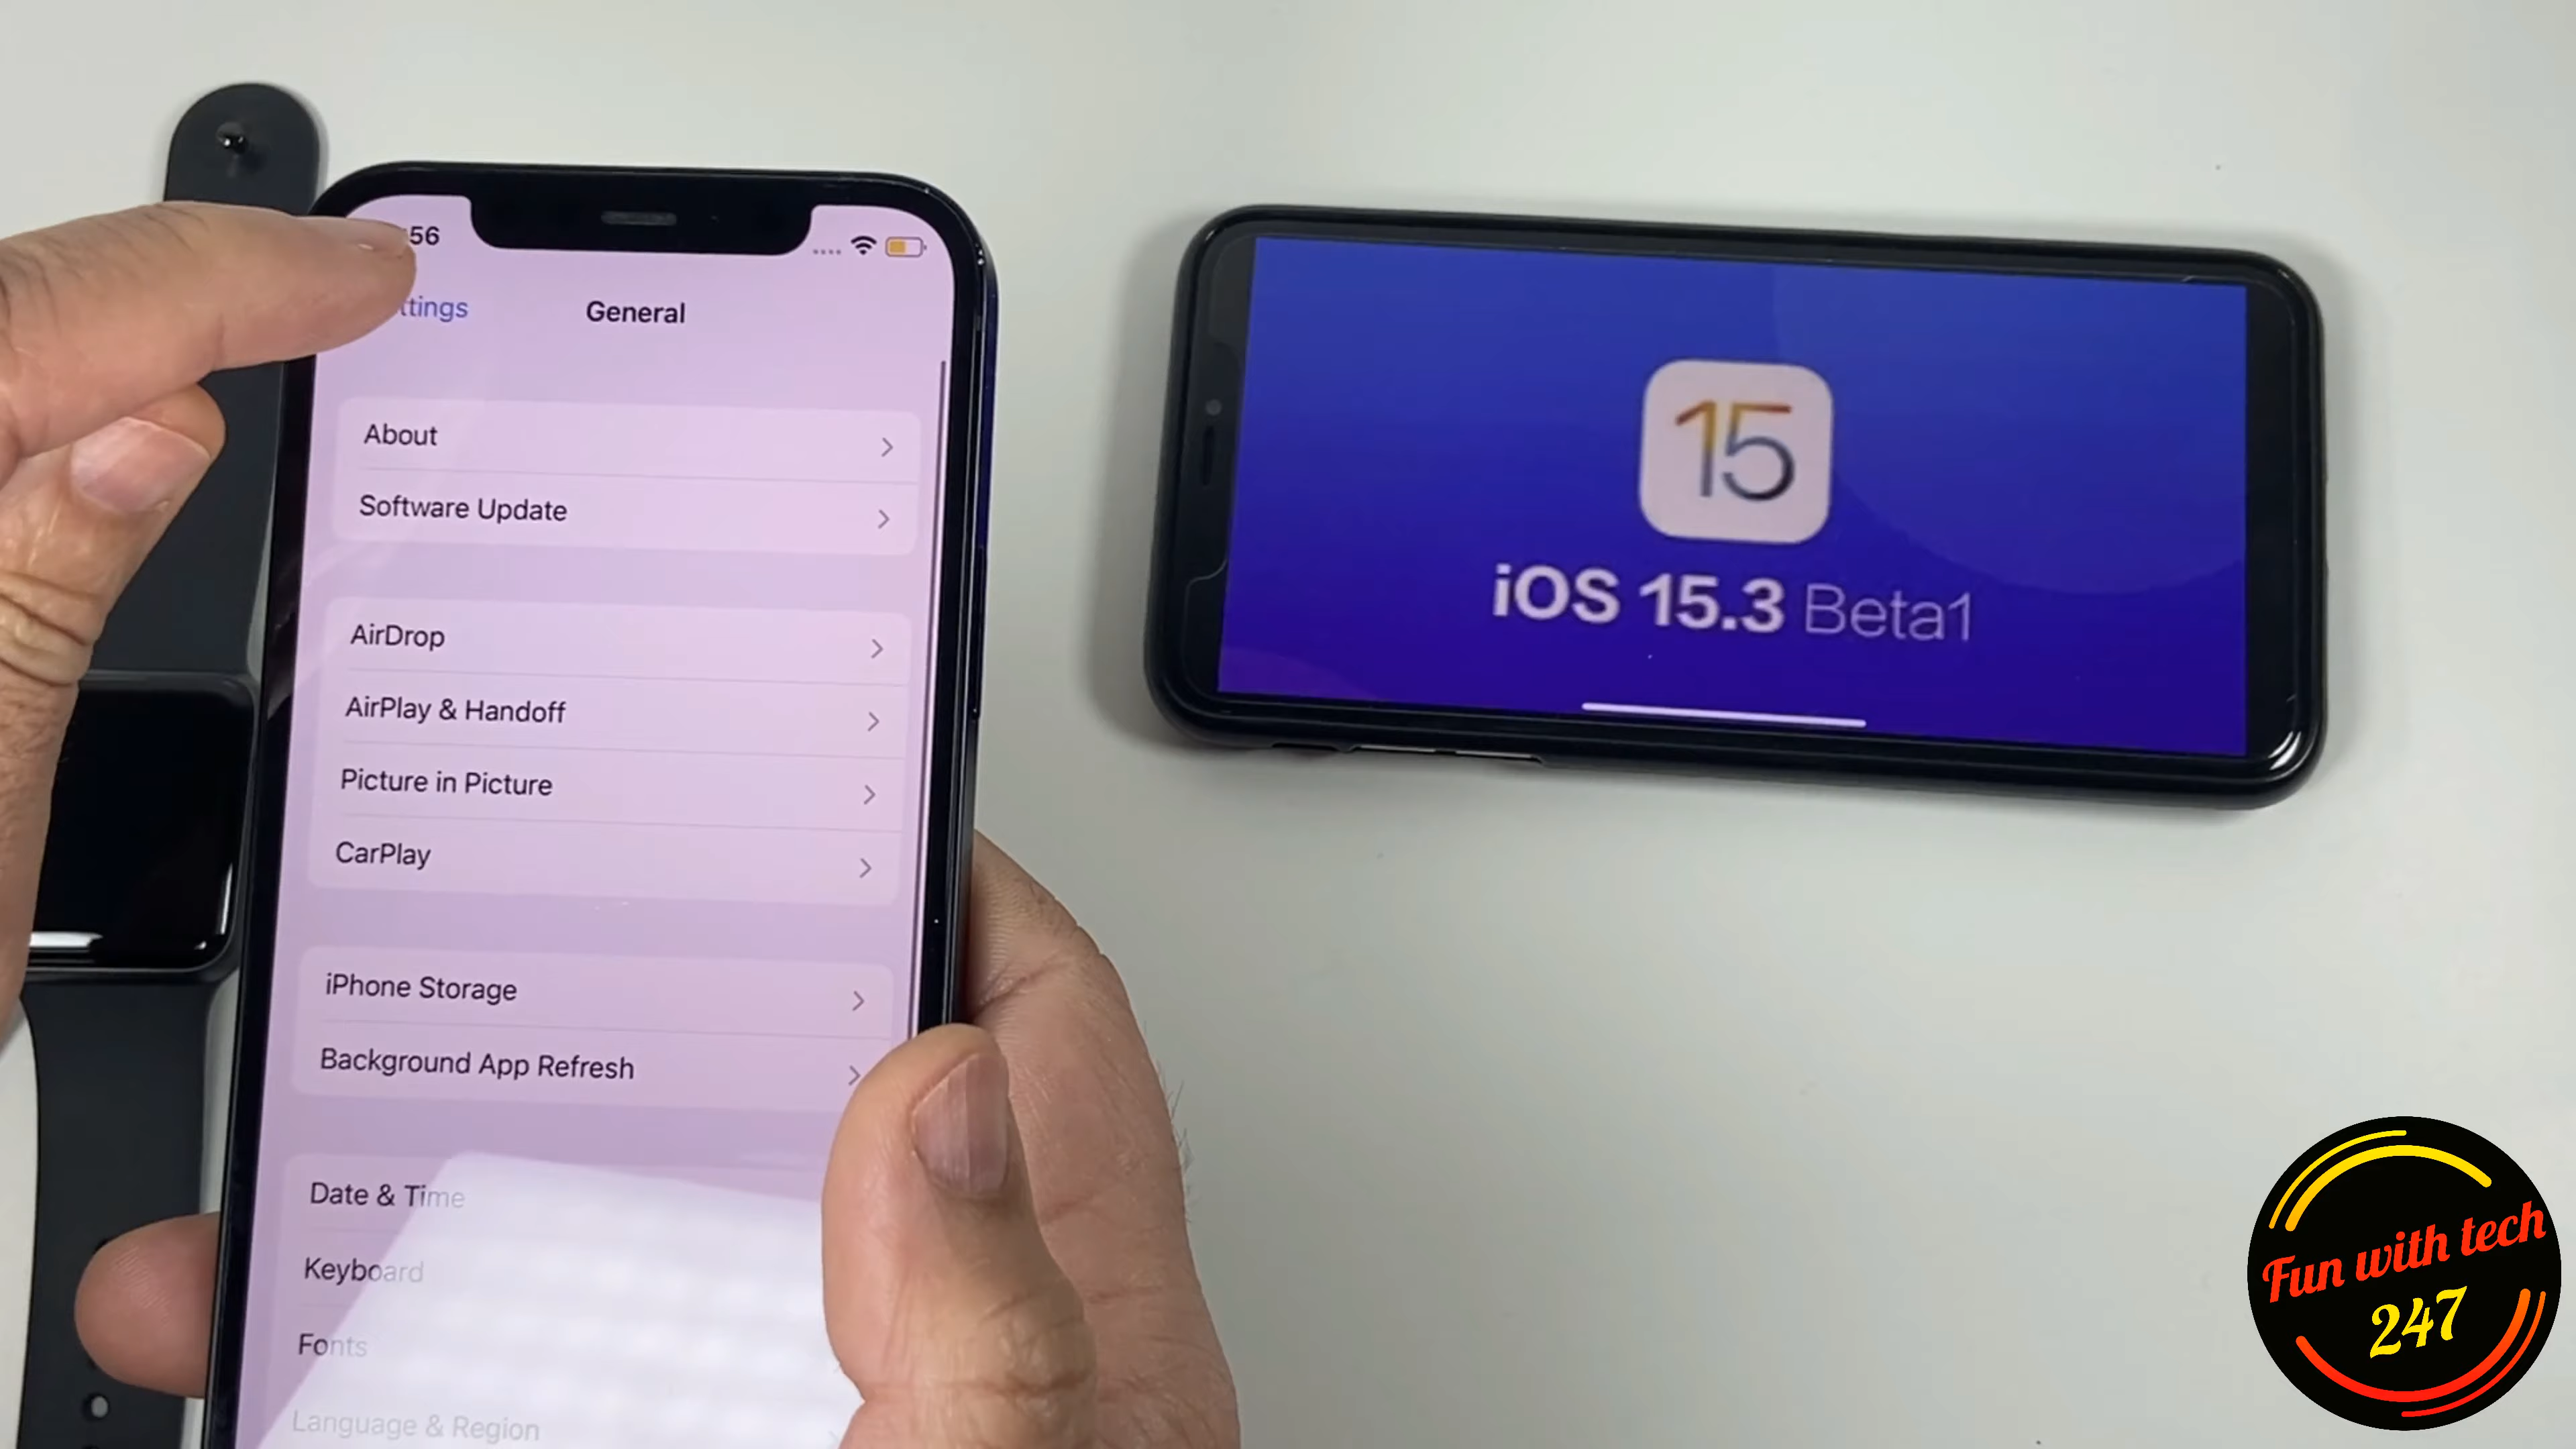 :56
ttings
General
About
Software Update
AirDrop
AirPlay & Handoff
Picture in Picture
CarPlay
iPhone Storage
Background App Refresh
Date & Time
Keyboard
Fonts
Language & Region
15
iOS 15.3 Beta1
Fun with tech
247